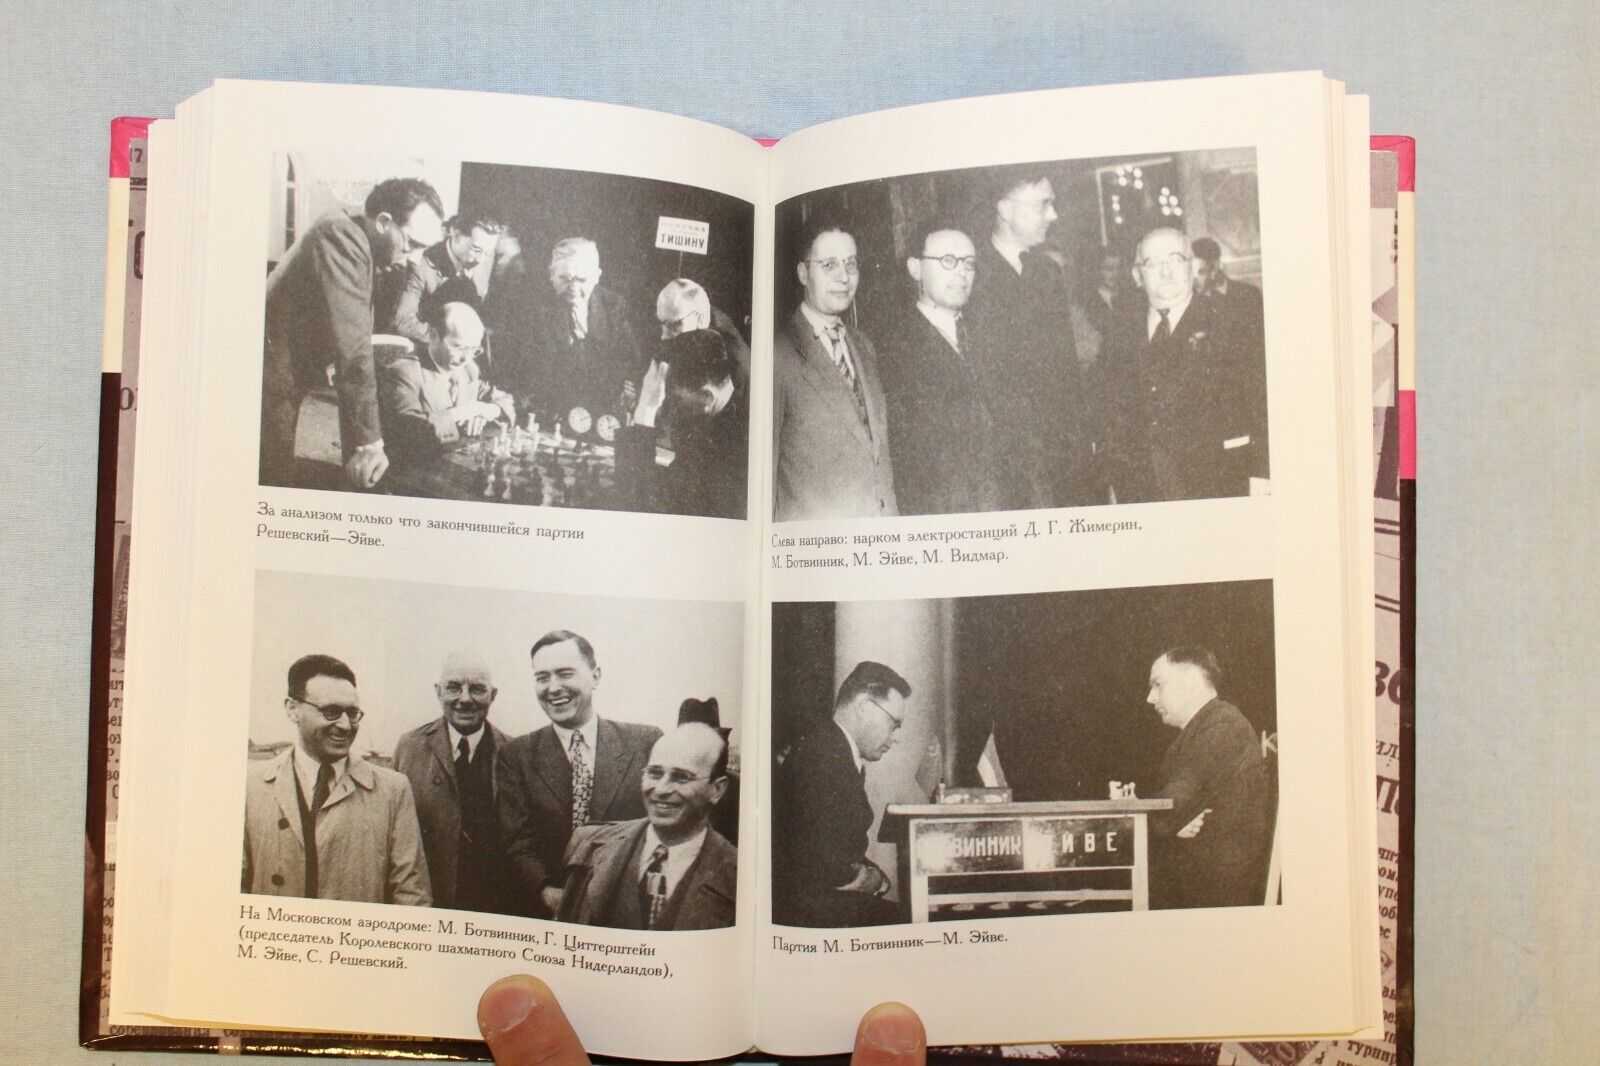 ТИШИНУ
За анализом только что закончившейся партии
Решевский—Эйве.
На Московском аэродроме: М. Ботвинник, Г. Циттерштейн
(председатель Королевского шахматного Союза Нидерландов),
М. Эйве, С. Решевский.
Слева направо: нарком электростанций Д. Г. Жимерин,
М. Ботвинник, М. Эйве, М. Видмар.
ВИННИК ЙВЕ
К
Партия М. Ботвинник—М. Эйве.